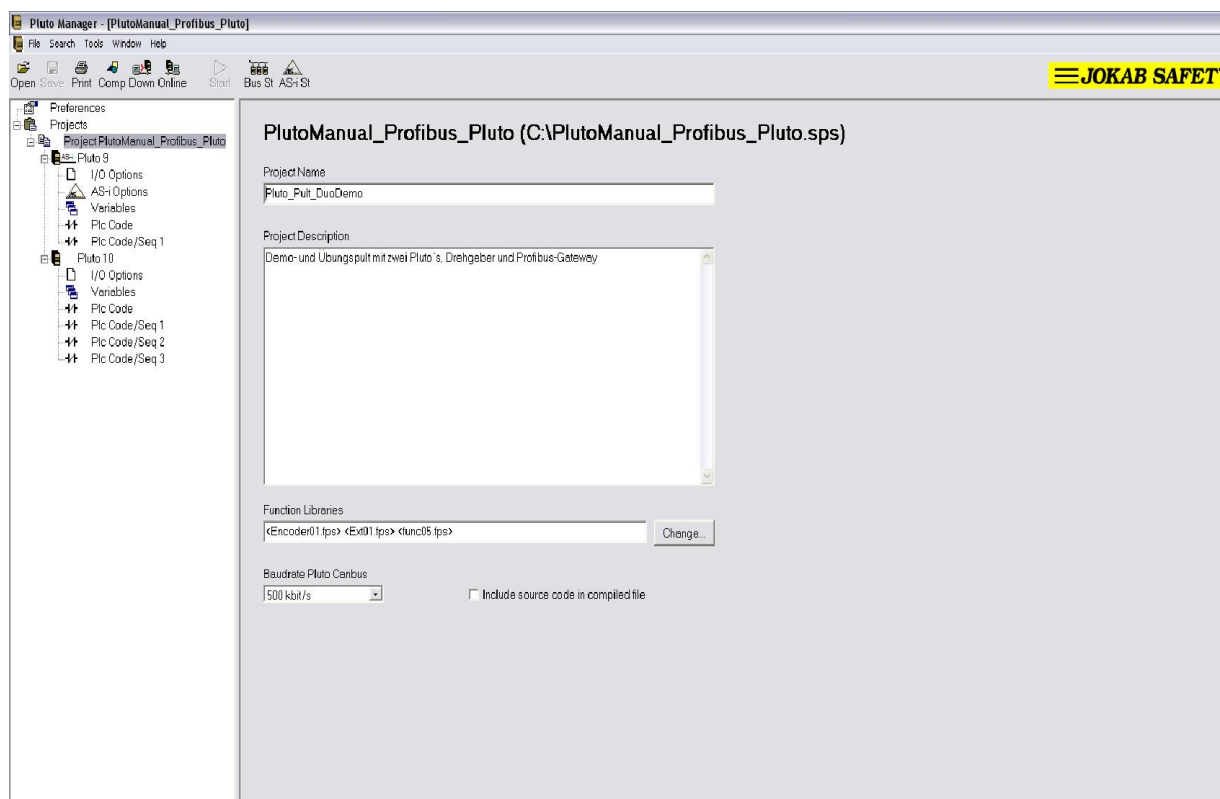 Pluto Manager - [PlutoManual_Profibus_Pluto]
File Search Tools Window Help
Open Save Print Comp Down Online Start Bus St AS-i St
JOKAB SAFETY
Preferences
Projects
Project PlutoManual_Profibus_Pluto
AS-i Pluto 9
I/O Options
AS-i Options
Variables
Plc Code
Plc Code/Seq 1
Pluto 10
I/O Options
Variables
Plc Code
Plc Code/Seq 1
Plc Code/Seq 2
Plc Code/Seq 3
PlutoManual_Profibus_Pluto (C:\PlutoManual_Profibus_Pluto.sps)
Project Name
Pluto_Pult_DuoDemo
Project Description
Demo- und Übungspult mit zwei Pluto´s, Drehgeber und Profibus-Gateway
Function Libraries
<Encoder01.fps> <Ext01.fps> <func05.fps>
Change...
Baudrate Pluto Canbus
500 kbit/s
Include source code in compiled file